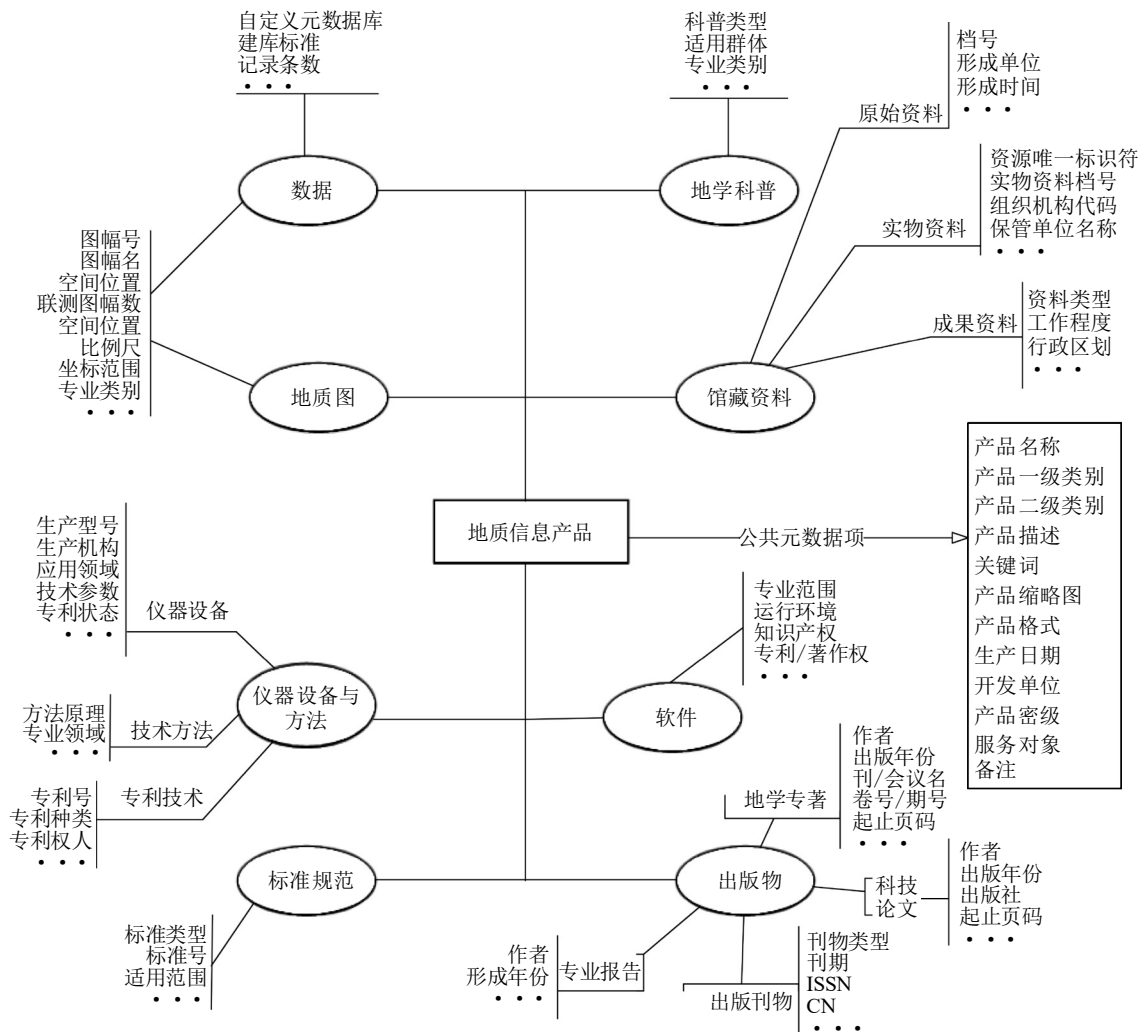 自定义元数据库
建库标准
记录条数
• • •
科普类型
适用群体
专业类别
• • •
档号
形成单位
形成时间
• • •
原始资料
数据
地学科普
资源唯一标识符
实物资料档号
组织机构代码
保管单位名称
• • •
实物资料
图幅号
图幅名
空间位置
联测图幅数
空间位置
比例尺
坐标范围
专业类别
• • •
资料类型
工作程度
行政区划
• • •
成果资料
地质图
馆藏资料
地质信息产品
公共元数据项
产品名称
产品一级类别
产品二级类别
产品描述
关键词
产品缩略图
产品格式
生产日期
开发单位
产品密级
服务对象
备注
生产型号
生产机构
应用领域
技术参数
专利状态
• • •
仪器设备
专业范围
运行环境
知识产权
专利/著作权
• • •
仪器设备与
方法
软件
方法原理
专业领域
• • •
技术方法
专利号
专利种类
专利权人
• • •
专利技术
作者
出版年份
刊/会议名
卷号/期号
起止页码
• • •
地学专著
标准规范
出版物
科技
论文
作者
出版年份
出版社
起止页码
• • •
标准类型
标准号
适用范围
• • •
作者
形成年份
• • •
专业报告
出版刊物
刊物类型
刊期
ISSN
CN
• • •